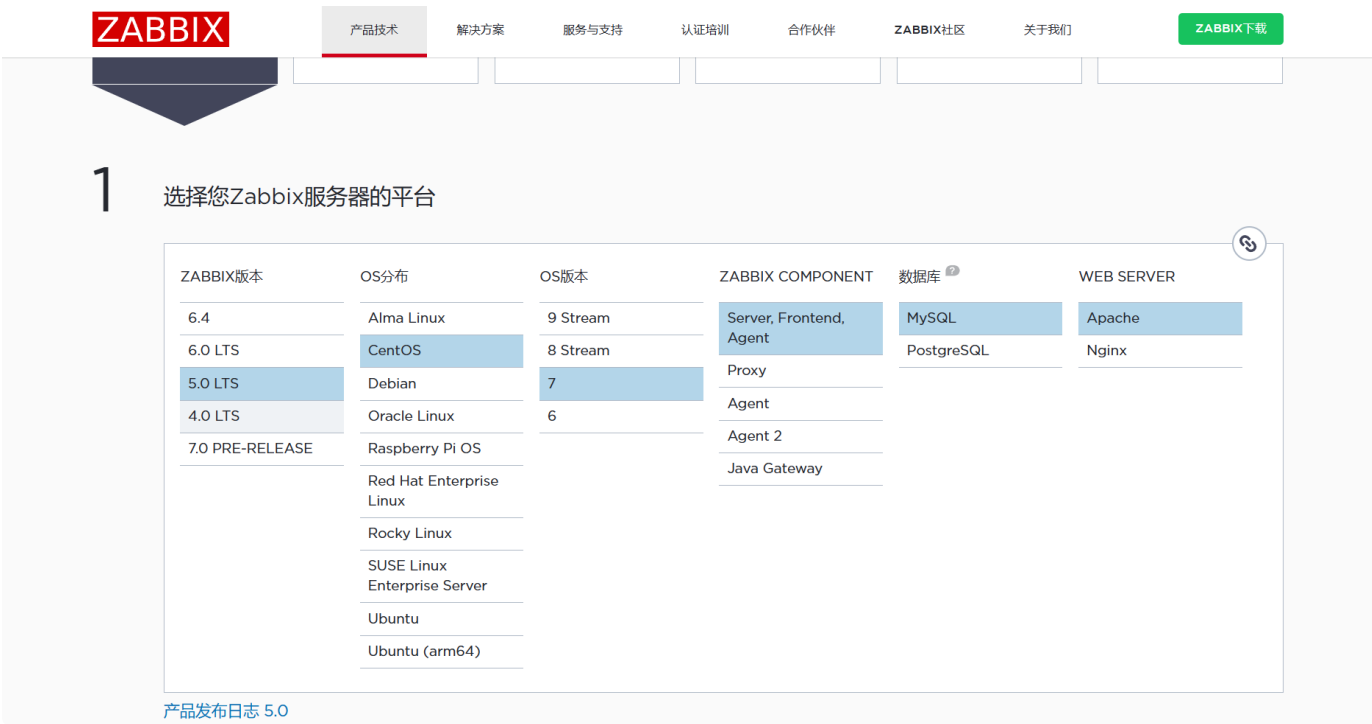 ZABBIX
产品技术
解决方案
服务与支持
认证培训
合作伙伴
ZABBIX社区
关于我们
ZABBIX下载
1
选择您Zabbix服务器的平台
ZABBIX版本
6.4
6.0 LTS
5.0 LTS
4.0 LTS
7.0 PRE-RELEASE
OS分布
Alma Linux
CentOS
Debian
Oracle Linux
Raspberry Pi OS
Red Hat Enterprise
Linux
Rocky Linux
SUSE Linux
Enterprise Server
Ubuntu
Ubuntu (arm64)
OS版本
9 Stream
8 Stream
7
6
ZABBIX COMPONENT
Server, Frontend,
Agent
Proxy
Agent
Agent 2
Java Gateway
数据库 ?
MySQL
PostgreSQL
WEB SERVER
Apache
Nginx
产品发布日志 5.0